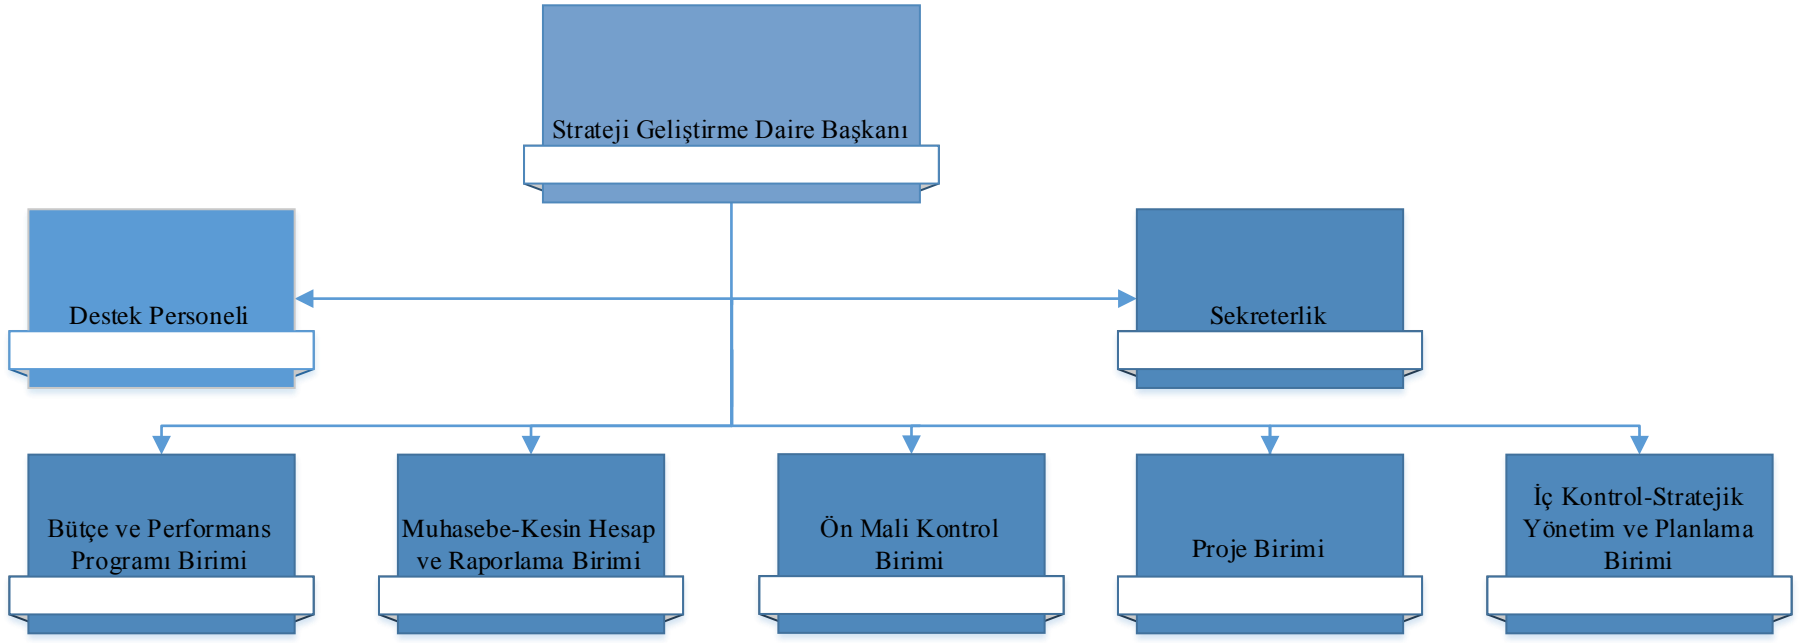 Strateji Geliştirme Daire Başkanı
Destek Personeli
Sekreterlik
Bütçe ve Performans
Programı Birimi
Muhasebe-Kesin Hesap
ve Raporlama Birimi
Ön Mali Kontrol
Birimi
Proje Birimi
İç Kontrol-Stratejik
Yönetim ve Planlama
Birimi